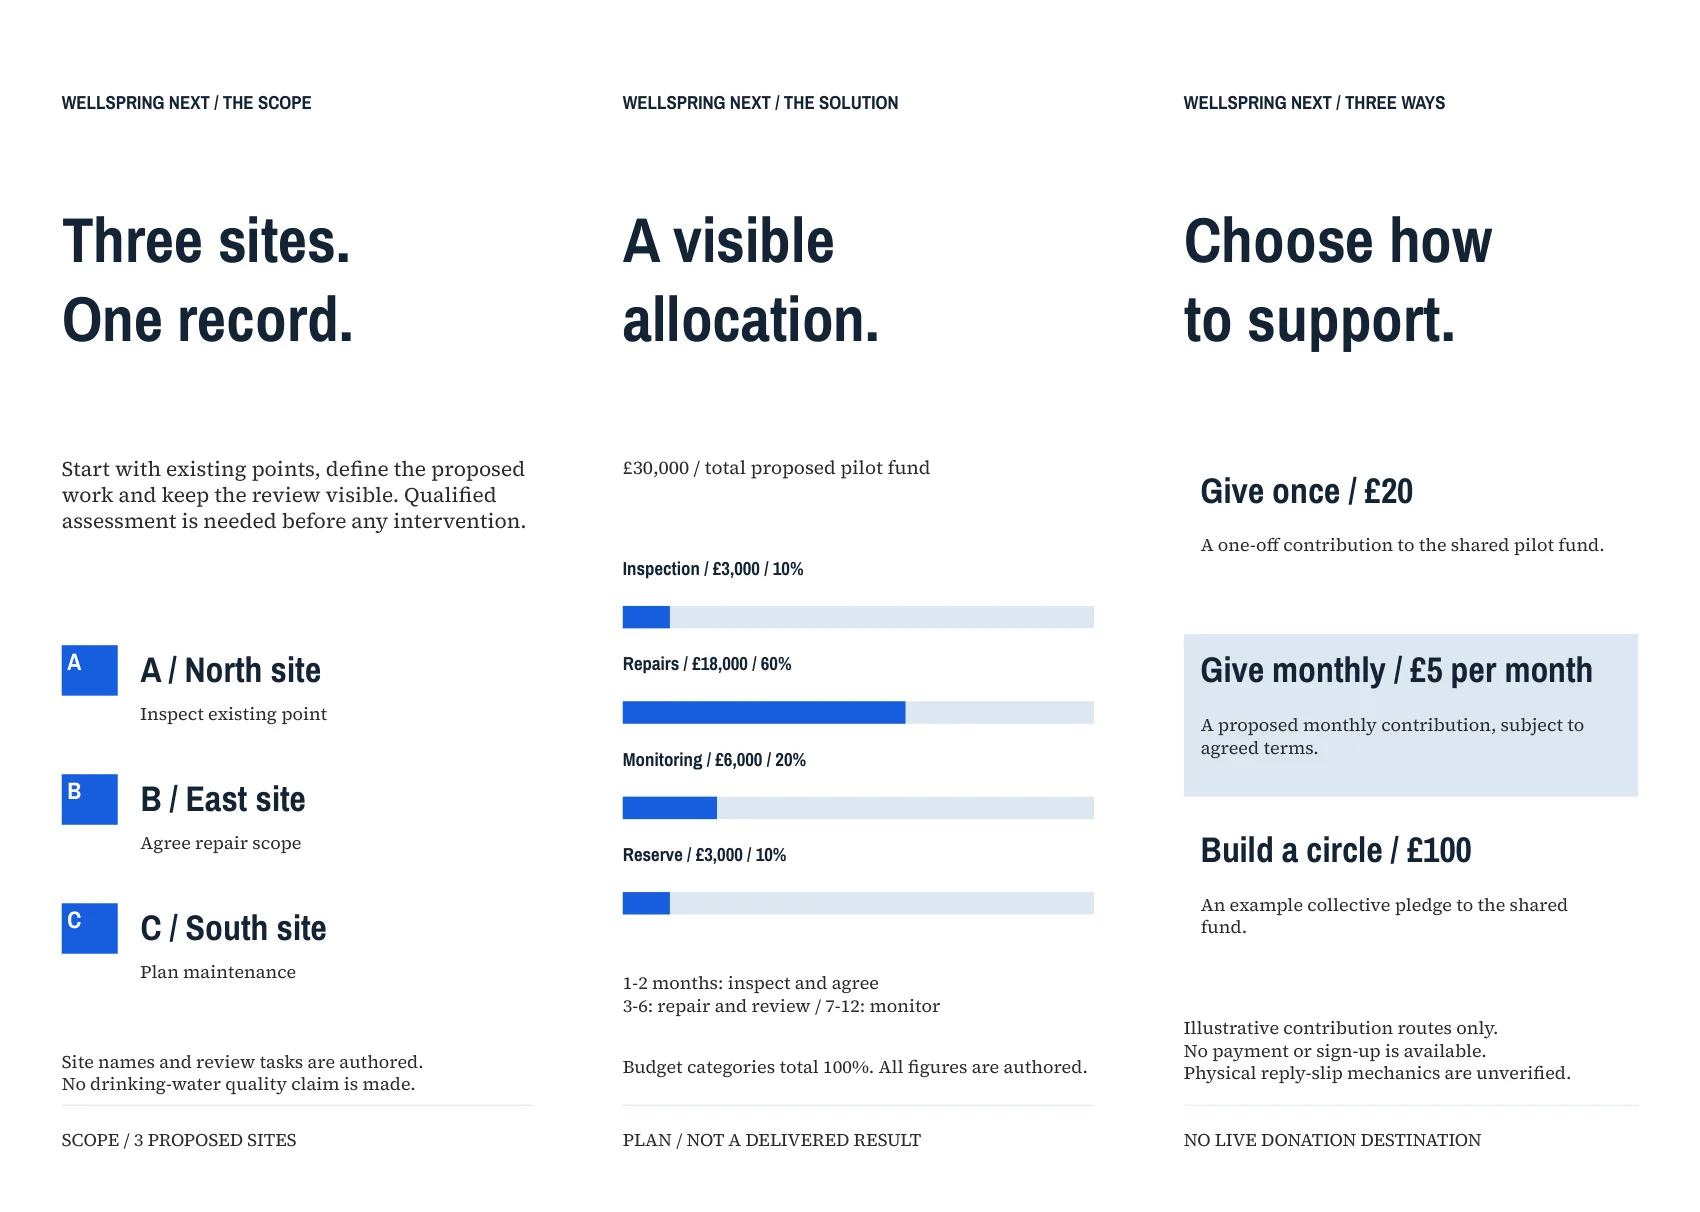 WELLSPRING NEXT / THE SCOPE
Three sites.
One record.
Start with existing points, define the proposed
work and keep the review visible. Qualified
assessment is needed before any intervention.
A
A / North site
Inspect existing point
B
B / East site
Agree repair scope
C
C / South site
Plan maintenance
Site names and review tasks are authored.
No drinking-water quality claim is made.
SCOPE / 3 PROPOSED SITES
WELLSPRING NEXT / THE SOLUTION
A visible
allocation.
£30,000 / total proposed pilot fund
Inspection / £3,000 / 10%
Repairs / £18,000 / 60%
Monitoring / £6,000 / 20%
Reserve / £3,000 / 10%
1-2 months: inspect and agree
3-6: repair and review / 7-12: monitor
Budget categories total 100%. All figures are authored.
PLAN / NOT A DELIVERED RESULT
WELLSPRING NEXT / THREE WAYS
Choose how
to support.
Give once / £20
A one-off contribution to the shared pilot fund.
Give monthly / £5 per month
A proposed monthly contribution, subject to
agreed terms.
Build a circle / £100
An example collective pledge to the shared
fund.
Illustrative contribution routes only.
No payment or sign-up is available.
Physical reply-slip mechanics are unverified.
NO LIVE DONATION DESTINATION